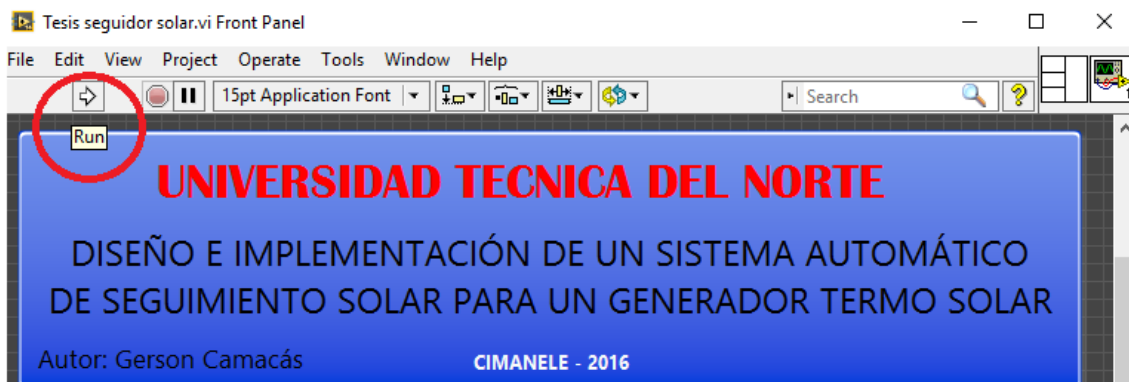 Tesis seguidor solar.vi Front Panel
File Edit View Project Operate Tools Window Help
15pt Application Font Search ?
Run
UNIVERSIDAD TECNICA DEL NORTE
DISEÑO E IMPLEMENTACIÓN DE UN SISTEMA AUTOMÁTICO
DE SEGUIMIENTO SOLAR PARA UN GENERADOR TERMO SOLAR
Autor: Gerson Camacás CIMANELE - 2016